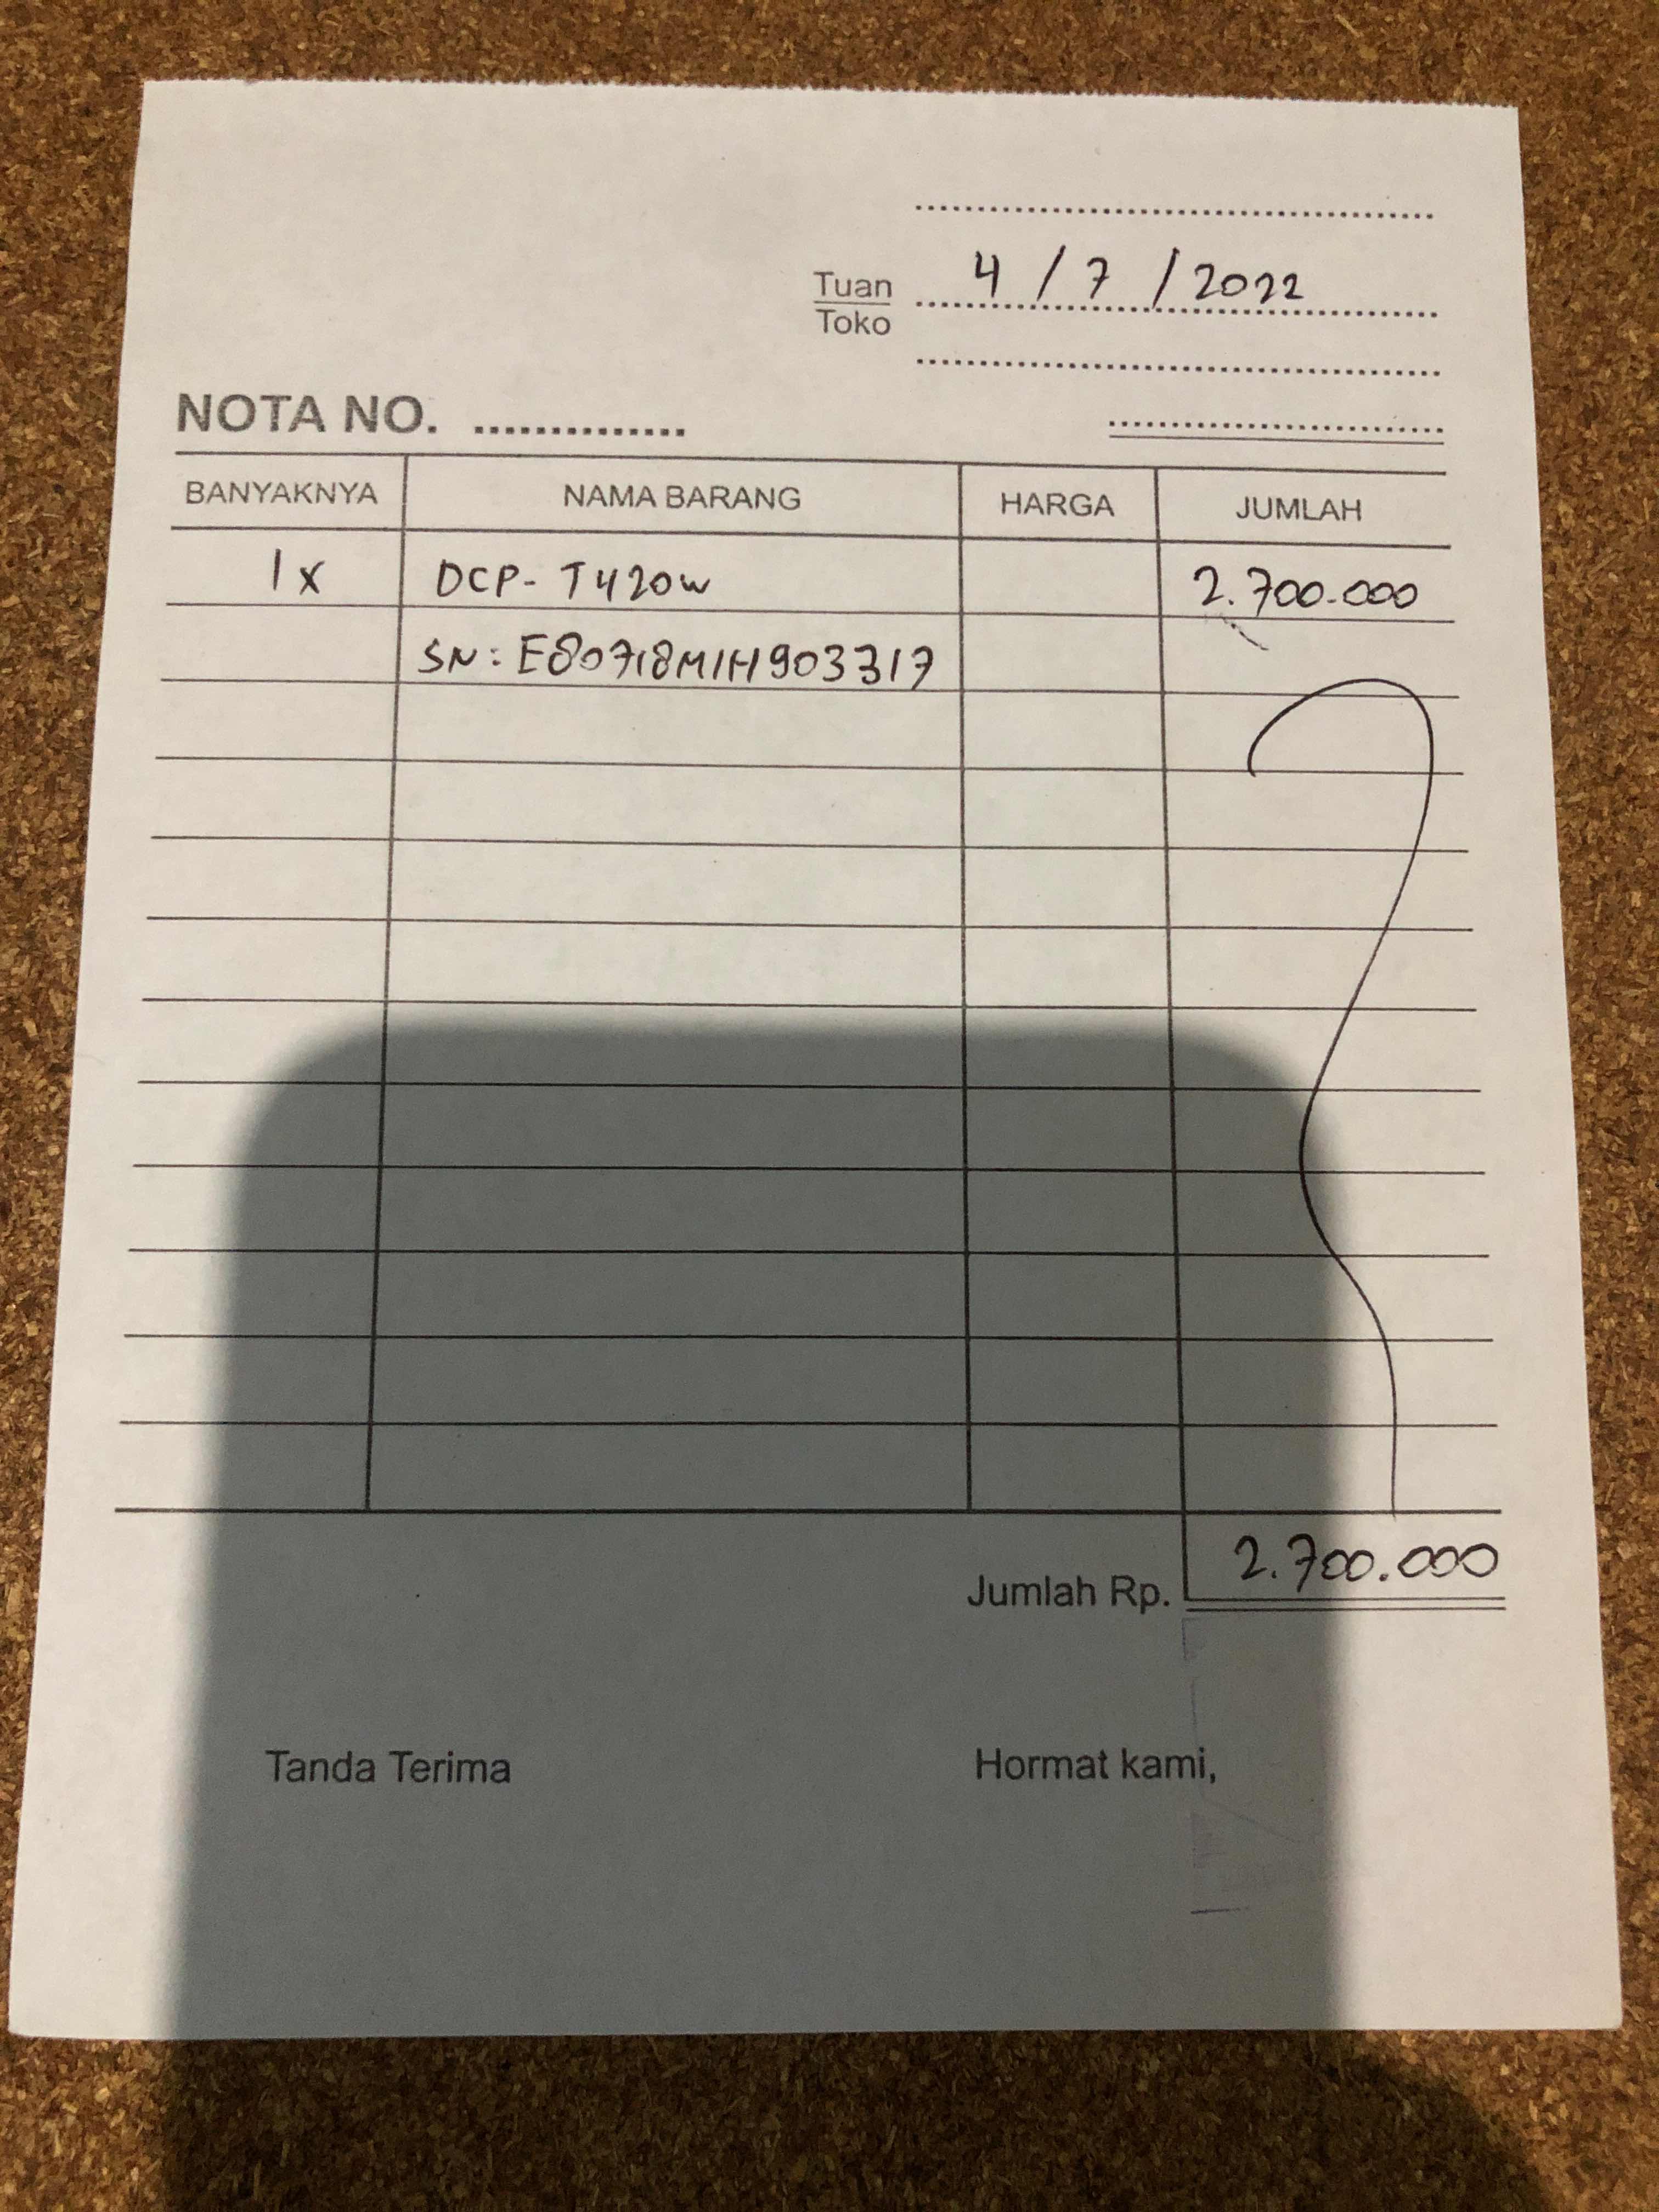 4 / 7 / 2022
Tuan
Toko
NOTA NO. ..............
BANYAKNYA NAMA BARANG HARGA JUMLAH
1x DCP- T420w 2.700.000
SN: E80718M1H903317
Jumlah Rp. 2.700.000
Tanda Terima Hormat kami,